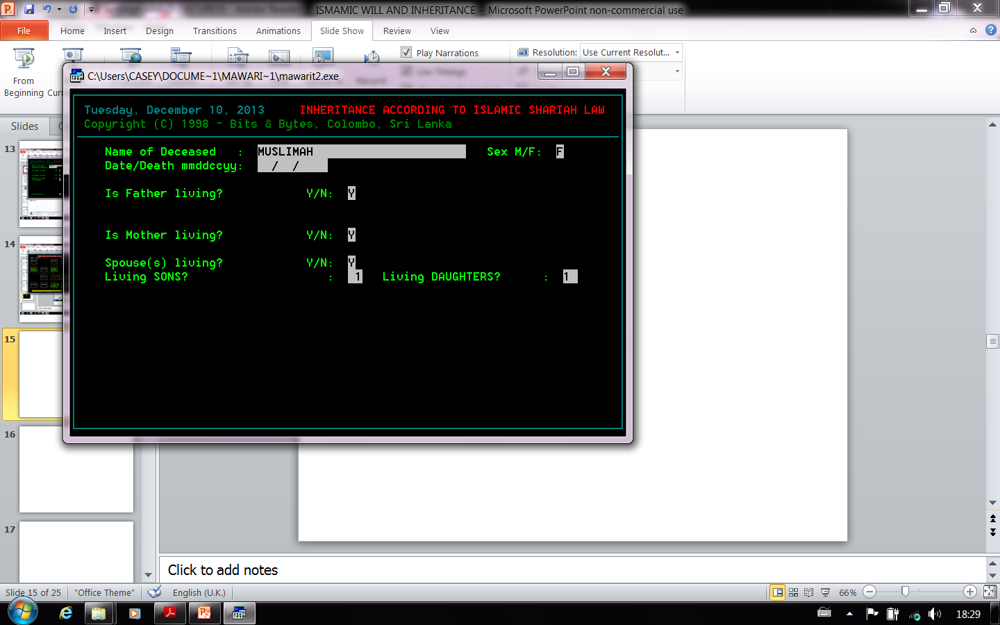 ISMAMIC WILL AND INHERITANCE - Microsoft PowerPoint non-commercial use
File Home Insert Design Transitions Animations Slide Show Review View
Play Narrations
Resolution: Use Current Resolut...
From
Beginning
Use Timings
C:\Users\CASEY\DOCUME~1\MAWARI~1\mawarit2.exe
Tuesday, December 10, 2013 INHERITANCE ACCORDING TO ISLAMIC SHARIAH LAW
Copyright (C) 1998 - Bits & Bytes, Colombo, Sri Lanka
Name of Deceased : MUSLIMAH Sex M/F: F
Date/Death mmddccyy: / /
Is Father living? Y/N: Y
Is Mother living? Y/N: Y
Spouse(s) living? Y/N: Y
Living SONS? : 1 Living DAUGHTERS? : 1
Slides
13
14
15
16
17
Click to add notes
Slide 15 of 25 "Office Theme" English (U.K.) 66%
18:29